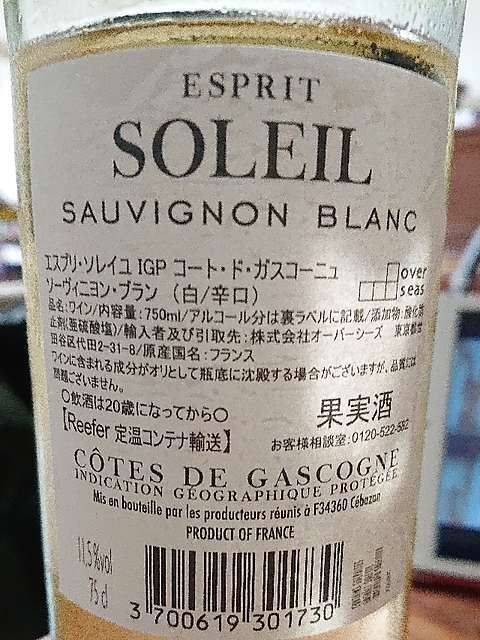 ESPRIT
SOLEIL
SAUVIGNON BLANC
エスプリ・ソレイユ IGP コート・ド・ガスコーニュ
ソーヴィニヨン・ブラン (白/辛口)
over
seas
品名:ワイン/内容量:750ml/アルコール分は裏ラベルに記載/添加物:酸化防
止剤(亜硫酸塩)/輸入者及び引取先:株式会社オーバーシーズ 東京都世
田谷区代田2-31-8/原産国名:フランス
ワインに含まれる成分がオリとして瓶底に沈殿する場合がございますが、品質には
問題ございません。
○飲酒は20歳になってから○
果実酒
【Reefer 定温コンテナ輸送】
お客様相談室:0120-522-582
CÔTES DE GASCOGNE
INDICATION GÉOGRAPHIQUE PROTÉGÉE
Mis en bouteille par les producteurs réunis à F34360 Cébazan
PRODUCT OF FRANCE
11,5%vol
75 cl
3 700619 301730